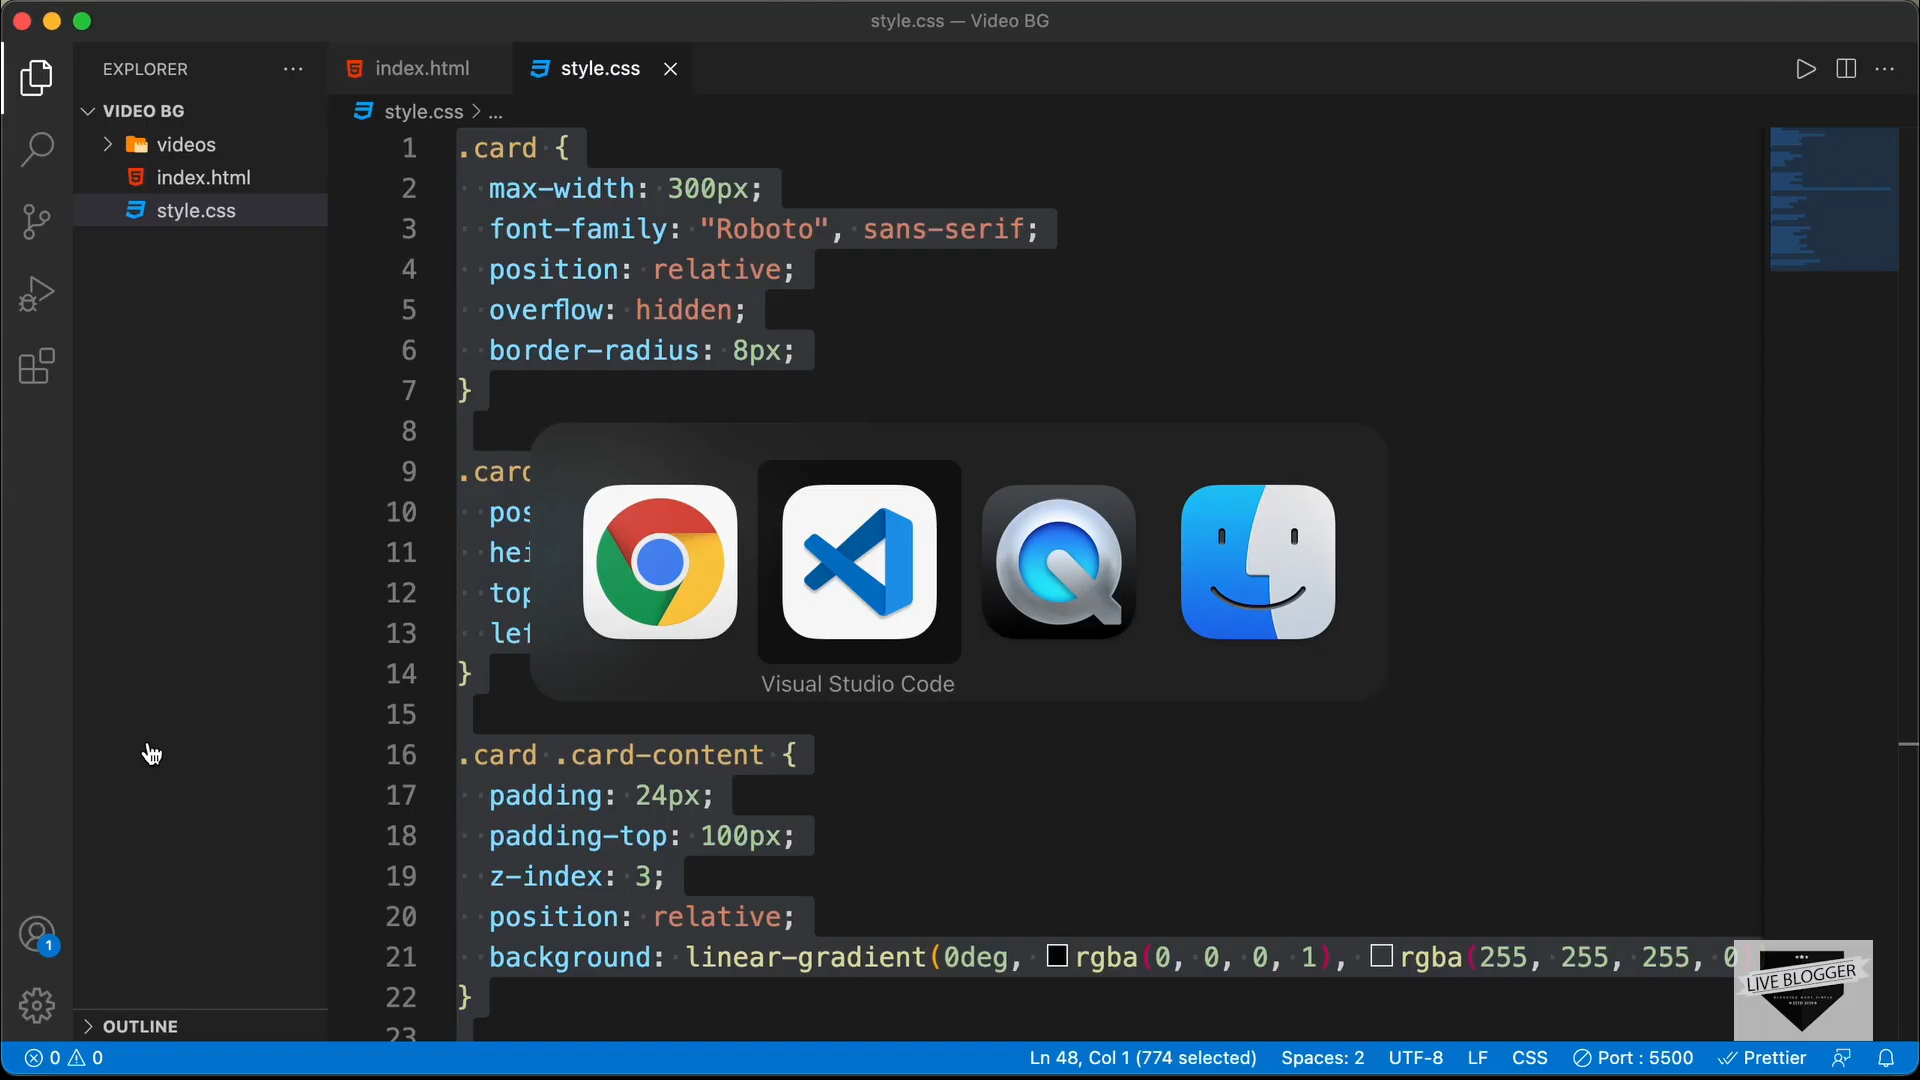 style.css — Video BG
EXPLORER
index.html
style.css
VIDEO BG
style.css > ...
videos
index.html
style.css
1 .card {
2 max-width: 300px;
3 font-family: "Roboto", sans-serif;
4 position: relative;
5 overflow: hidden;
6 border-radius: 8px;
7 }
8
9 .card
10 pos
11 hei
12 top
13 lef
14 }
15
Visual Studio Code
16 .card .card-content {
17 padding: 24px;
18 padding-top: 100px;
19 z-index: 3;
20 position: relative;
21 background: linear-gradient(0deg, rgba(0, 0, 0, 1), rgba(255, 255, 255, 0)
22 }
23
LIVE BLOGGER
1
OUTLINE
0 0
Ln 48, Col 1 (774 selected)
Spaces: 2
UTF-8
LF
CSS
Port : 5500
Prettier